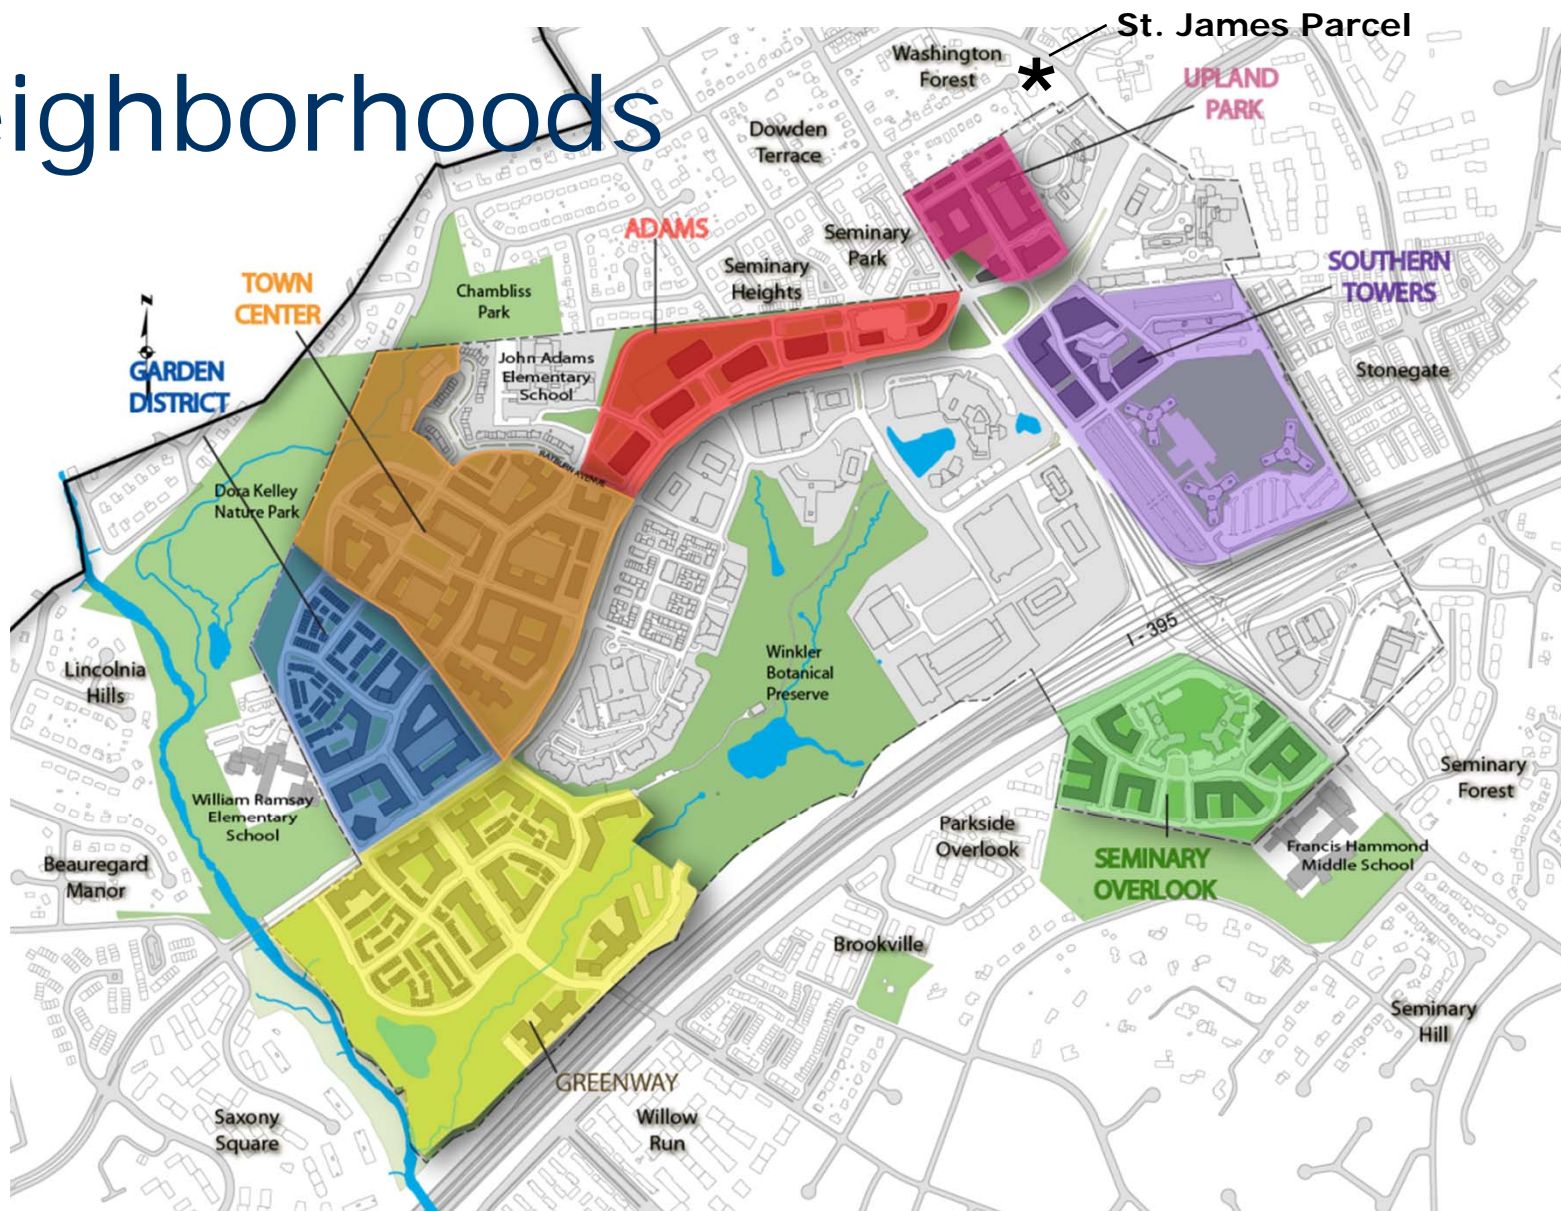 St. James Parcel
eighborhoods
Washington
Forest
*
UPLAND
PARK
Dowden
Terrace
ADAMS
Seminary
Park
Seminary
Heights
SOUTHERN
TOWERS
TOWN
CENTER
Chambliss
Park
N
John Adams
Elementary
School
GARDEN
DISTRICT
Stonegate
RAYBURN AVENUE
Dora Kelley
Nature Park
I - 395
Winkler
Botanical
Preserve
Lincolnia
Hills
Seminary
Forest
William Ramsay
Elementary
School
Parkside
Overlook
SEMINARY
OVERLOOK
Francis Hammond
Middle School
Beauregard
Manor
Brookville
Seminary
Hill
GREENWAY
Saxony
Square
Willow
Run